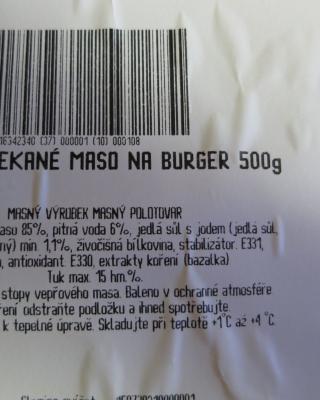 16342340 (37) 000001 (10) 000108
EKANÉ MASO NA BURGER 500g
MASNÝ VÝROBEK MASNÝ POLOTOVAR
asu 85%, pitná voda 6%, jedlá sůl s jodem (jedlá sůl,
ný) min. 1,1%, živočišná bílkovina, stabilizátor: E331,
, antioxidant: E330, extrakty koření (bazalka)
Tuk max. 15 hm.%.
stopy vepřového masa. Baleno v ochranné atmosféře.
ení odstraňte podložku a ihned spotřebujte.
k tepelné úpravě. Skladujte při teplotě +1°C až +4 °C.